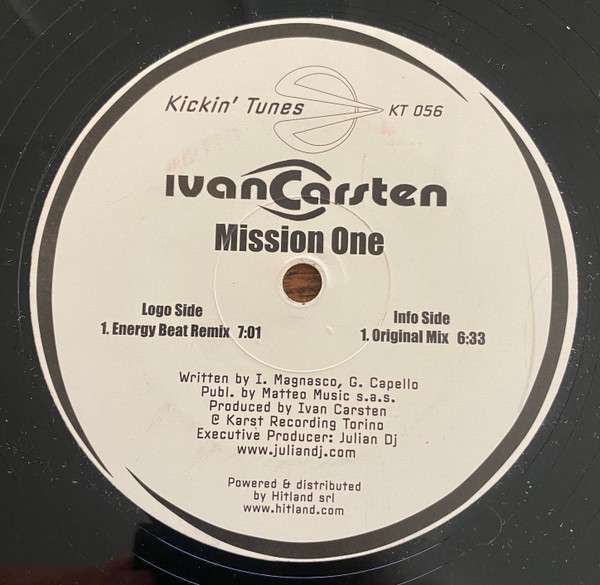 Kickin' Tunes
KT 056
IvanCarsten
Mission One
Logo Side
1. Energy Beat Remix 7:01
Info Side
1. Original Mix 6:33
Written by I. Magnasco, G. Capello
Publ. by Matteo Music s.a.s.
Produced by Ivan Carsten
@ Karst Recording Torino
Executive Producer: Julian Dj
www.juliandj.com
Powered & distributed
by Hitland srl
www.hitland.com